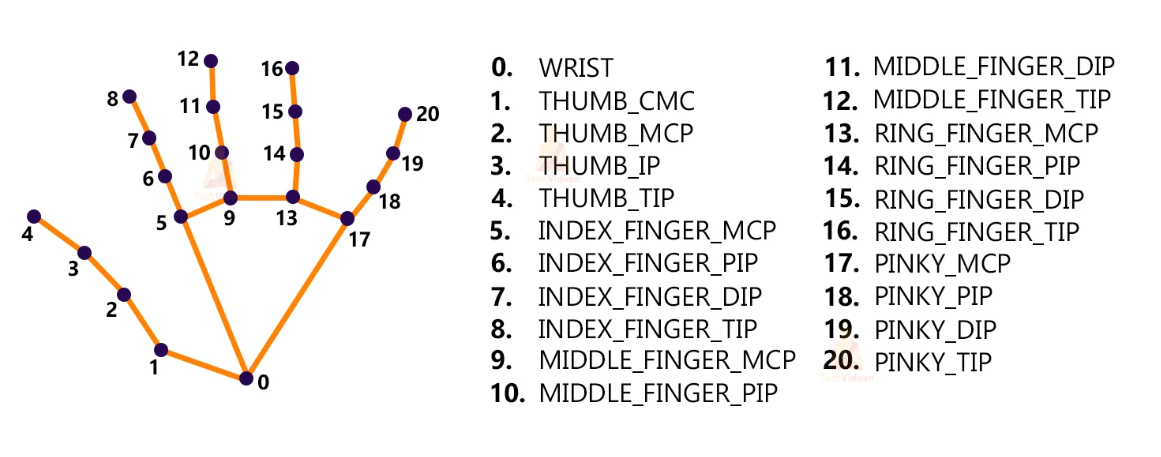 12
16
8
11
15
20
7
10
14
19
6
18
5
9
13
17
4
3
2
1
0
0. WRIST
1. THUMB_CMC
2. THUMB_MCP
3. THUMB_IP
4. THUMB_TIP
5. INDEX_FINGER_MCP
6. INDEX_FINGER_PIP
7. INDEX_FINGER_DIP
8. INDEX_FINGER_TIP
9. MIDDLE_FINGER_MCP
10. MIDDLE_FINGER_PIP
11. MIDDLE_FINGER_DIP
12. MIDDLE_FINGER_TIP
13. RING_FINGER_MCP
14. RING_FINGER_PIP
15. RING_FINGER_DIP
16. RING_FINGER_TIP
17. PINKY_MCP
18. PINKY_PIP
19. PINKY_DIP
20. PINKY_TIP
TechVidvan
TechVidvan
TechVidvan